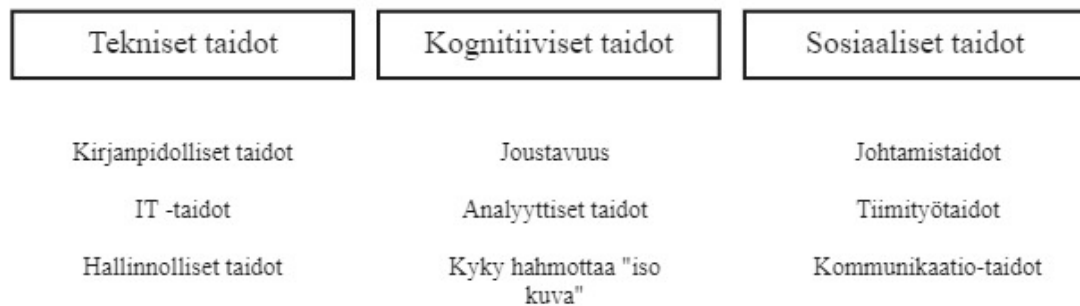 Tekniset taidot
Kognitiiviset taidot
Sosiaaliset taidot
Kirjanpidolliset taidot
Joustavuus
Johtamistaidot
IT -taidot
Analyyttiset taidot
Tiimityötaidot
Hallinnolliset taidot
Kyky hahmottaa "iso
kuva"
Kommunikaatio-taidot